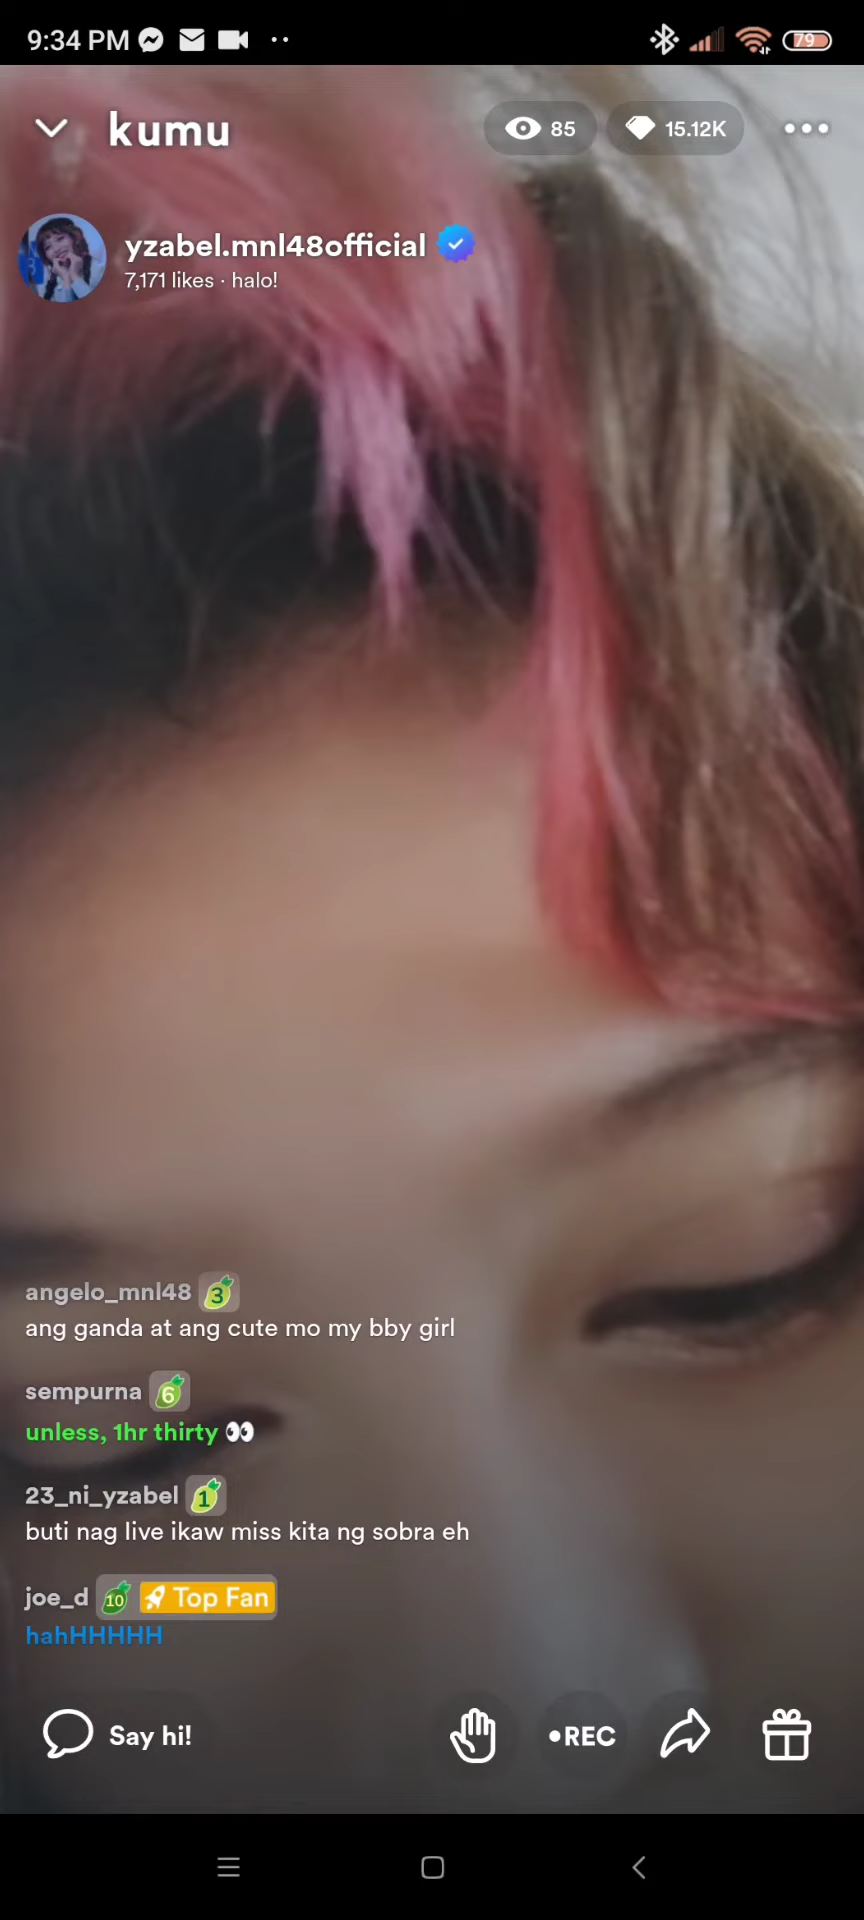 9:34 PM
79
kumu
85
15.12K
yzabel.mnl48official
7,171 likes · halo!
angelo_mnl48 3
ang ganda at ang cute mo my bby girl
sempurna 6
unless, 1hr thirty 👀
23_ni_yzabel 1
buti nag live ikaw miss kita ng sobra eh
joe_d 10 Top Fan
hahHHHHH
Say hi!
•REC